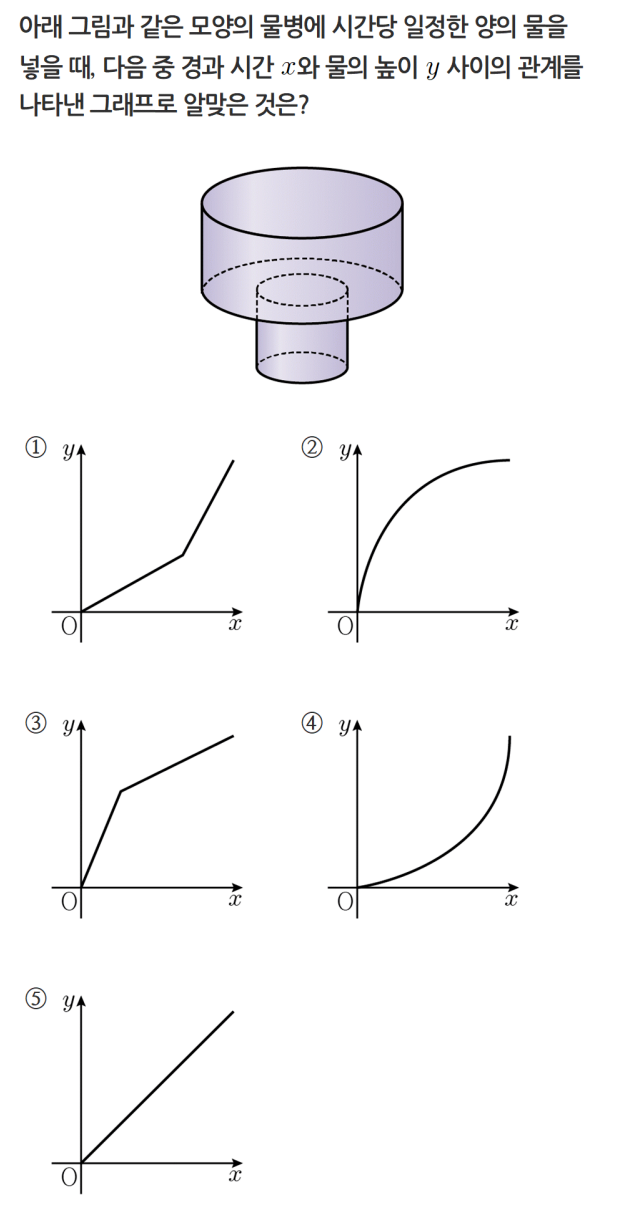 아래 그림과 같은 모양의 물병에 시간당 일정한 양의 물을
넣을 때, 다음 중 경과 시간 x와 물의 높이 y 사이의 관계를
나타낸 그래프로 알맞은 것은?
① y
O x
② y
O x
③ y
O x
④ y
O x
⑤ y
O x